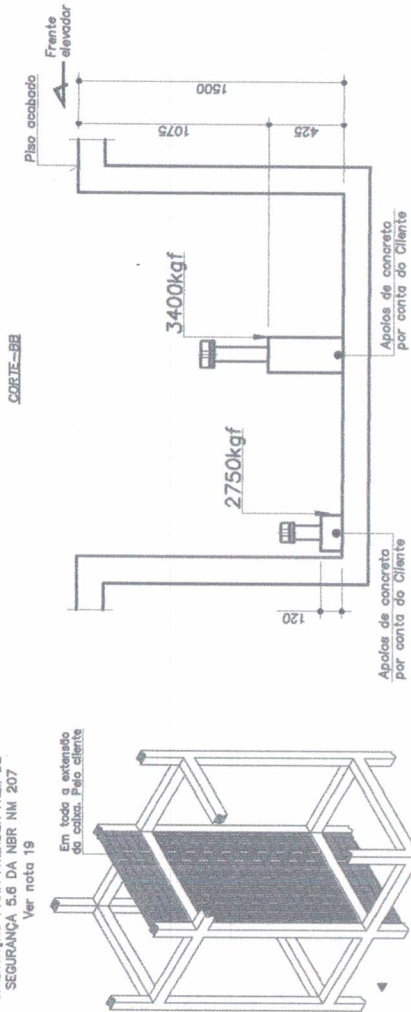 SEGURANÇA 5.6 DA NBR NM 207
Ver nota 19
Em toda a extensão
da caixa. Pelo cliente
CORTE-BB
Piso acabado
Frente
elevador
2750kgf
3400kgf
1075
425
1500
120
Apoios de concreto
por conta do Cliente
Apoios de concreto
por conta do Cliente